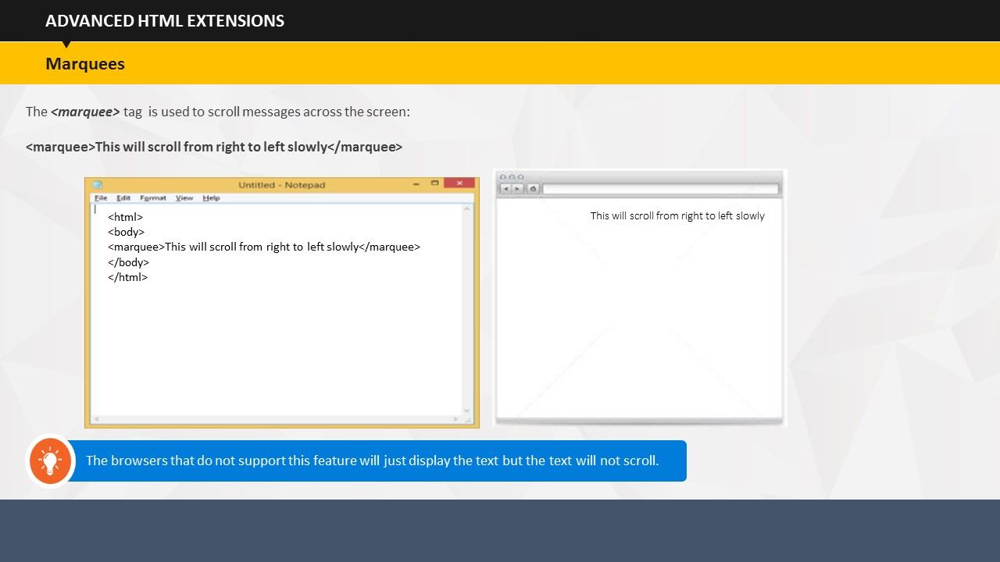 ADVANCED HTML EXTENSIONS
Marquees
The <marquee> tag is used to scroll messages across the screen:
<marquee>This will scroll from right to left slowly</marquee>
Untitled - Notepad
File Edit Format View Help
<html>
<body>
<marquee>This will scroll from right to left slowly</marquee>
</body>
</html>
This will scroll from right to left slowly
The browsers that do not support this feature will just display the text but the text will not scroll.